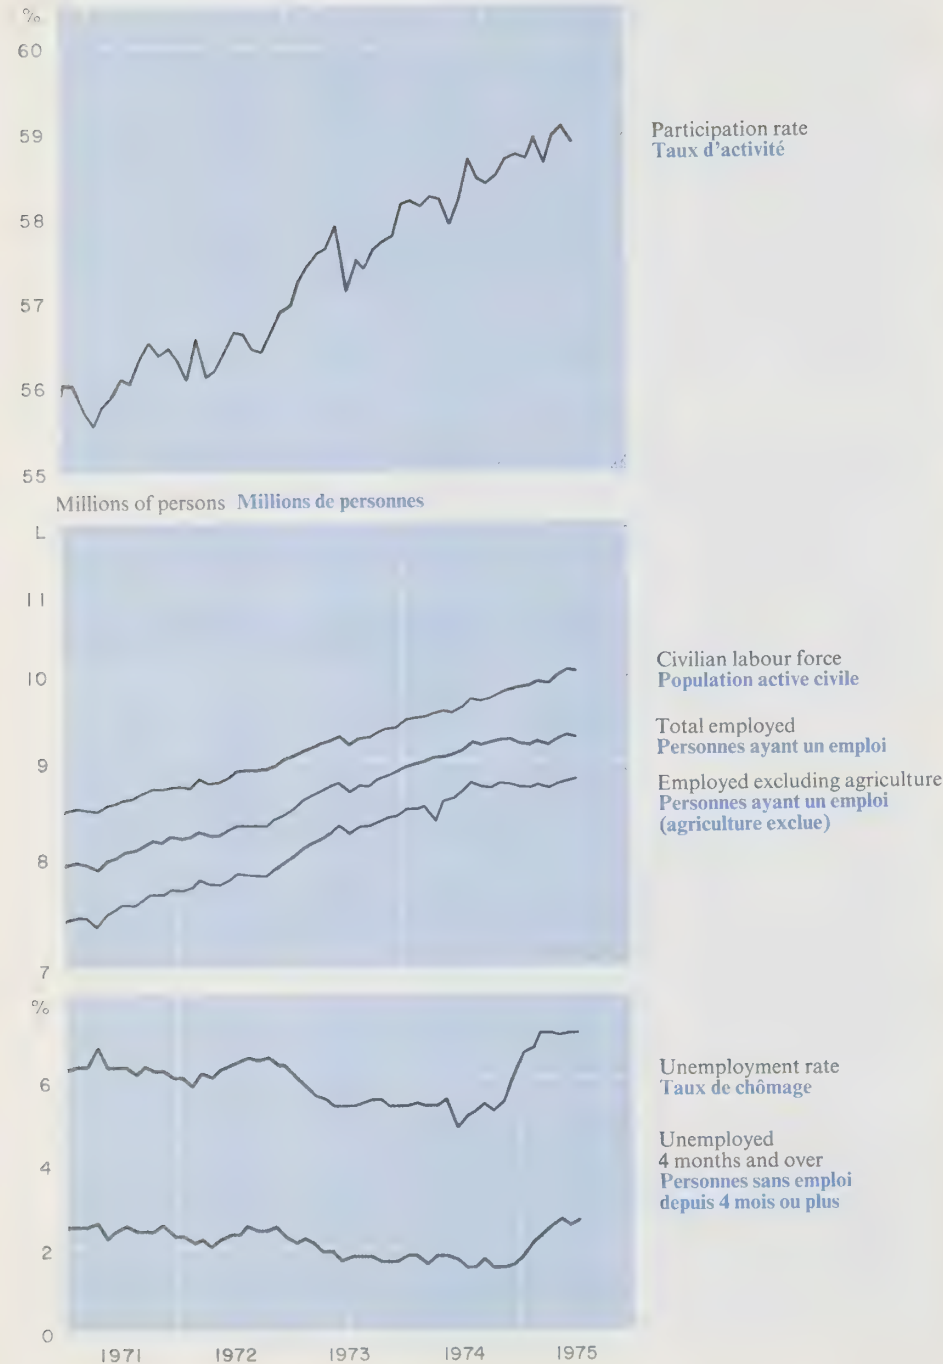 %
60
59
Participation rate
Taux d'activité
58
57
56
55
Millions of persons Millions de personnes
L
11
10
Civilian labour force
Population active civile
Total employed
Personnes ayant un emploi
9
Employed excluding agriculture
Personnes ayant un emploi
(agriculture exclue)
8
7
%
Unemployment rate
Taux de chômage
6
Unemployed
4 months and over
Personnes sans emploi
depuis 4 mois ou plus
4
2
0
1971 1972 1973 1974 1975